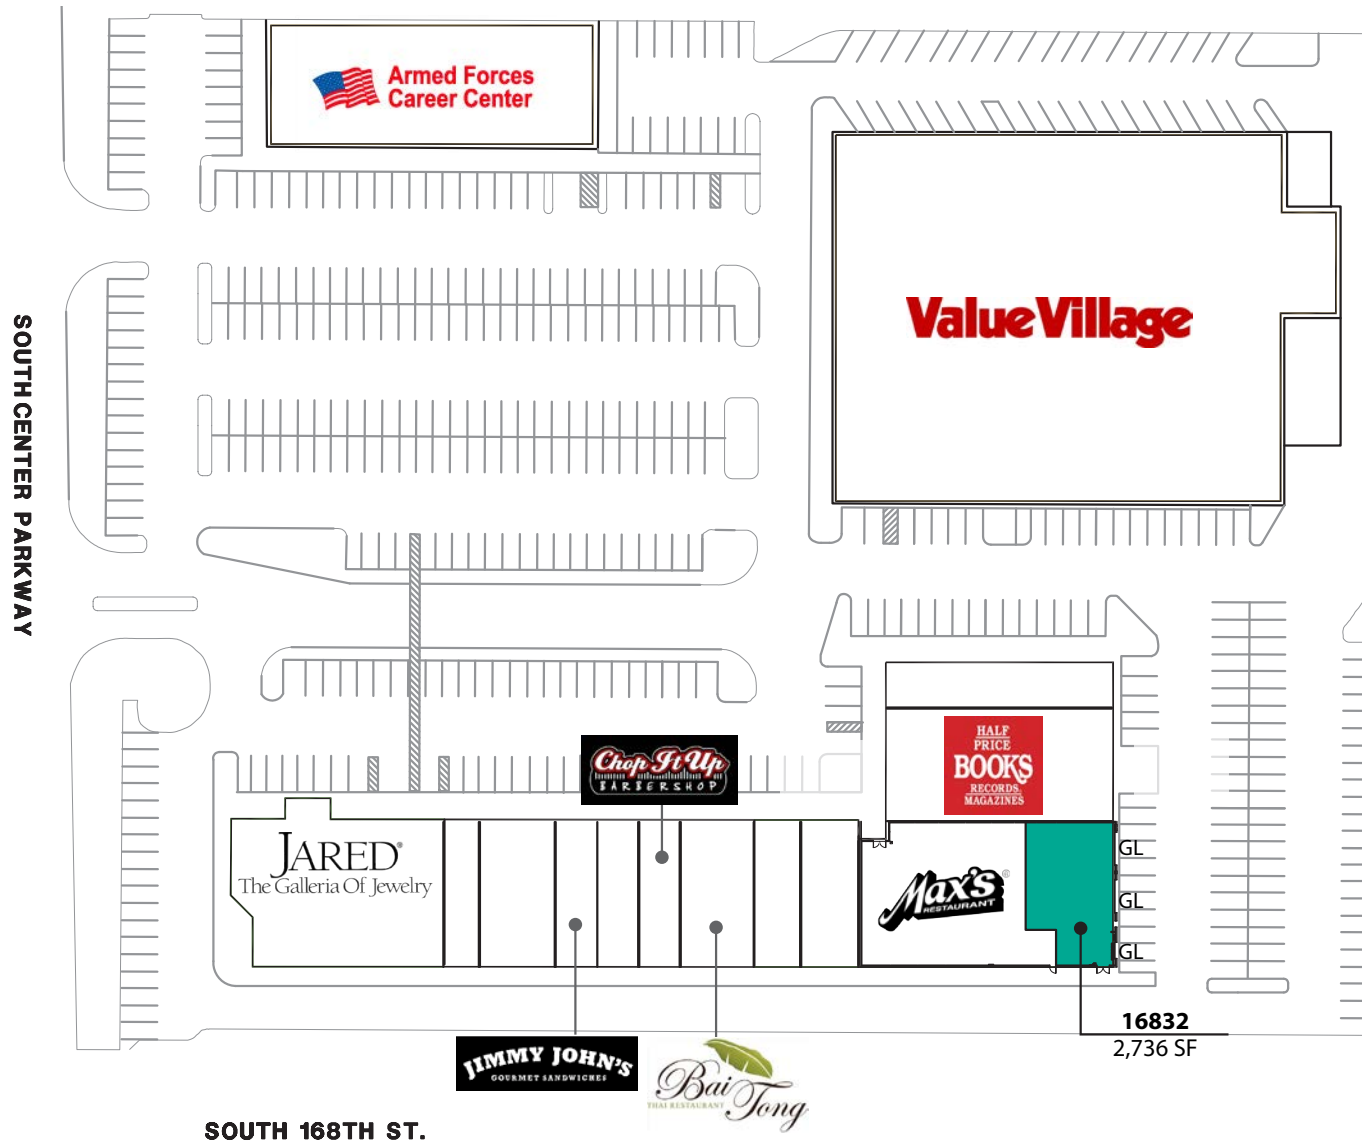 Armed Forces
Career Center
Value Village
SOUTHCENTER PARKWAY
HALF
PRICE
BOOKS
RECORDS
MAGAZINES
Chop It Up
BARBERSHOP
JARED®
The Galleria Of Jewelry
Max's®
RESTAURANT
GL
GL
GL
16832
2,736 SF
JIMMY JOHN'S
GOURMET SANDWICHES
Bai Tong
THAI RESTAURANT
SOUTH 168TH ST.